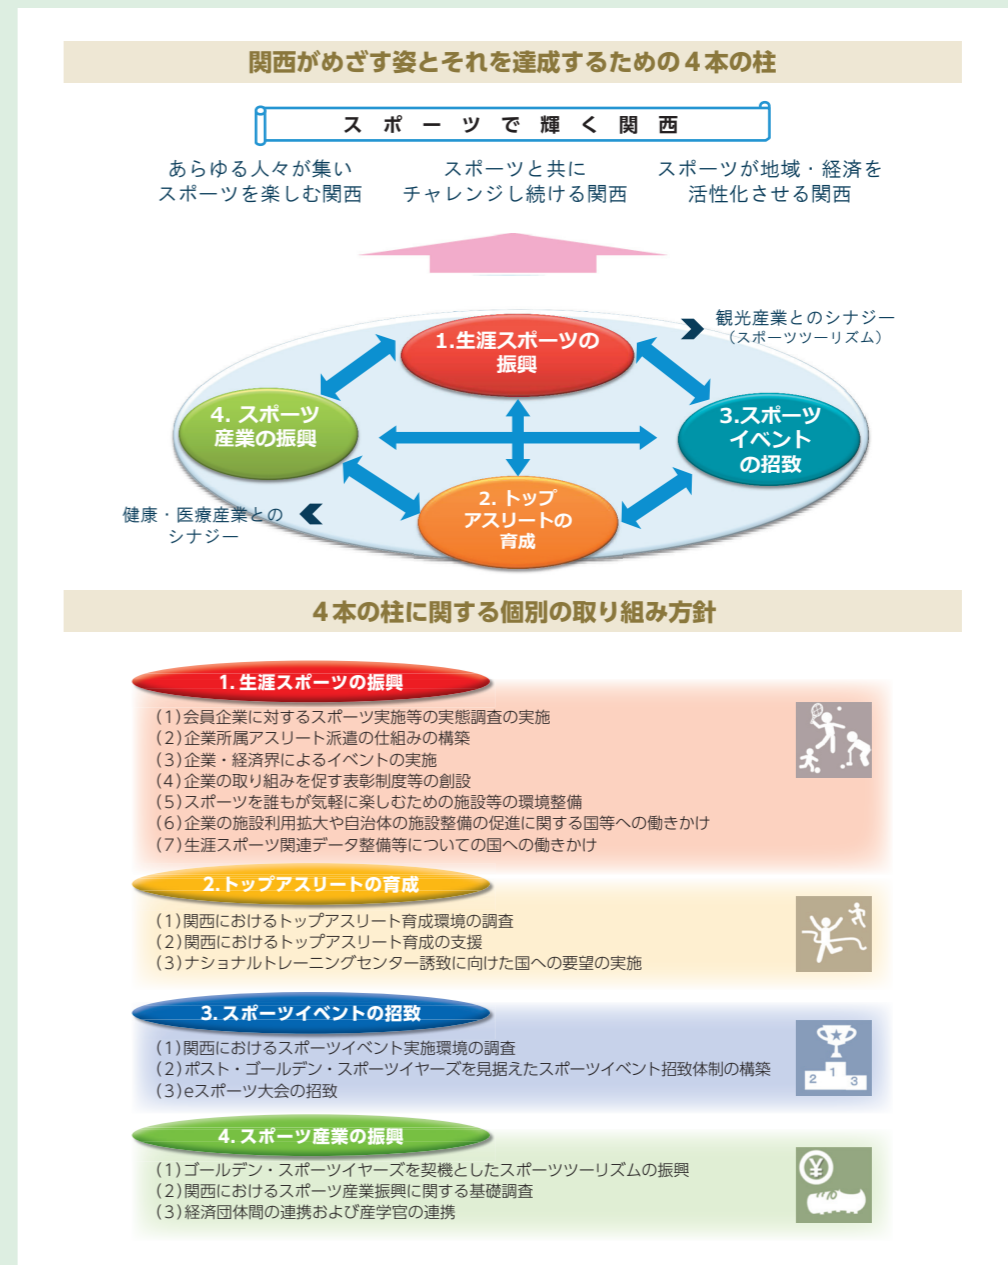 関西がめざす姿とそれを達成するための4本の柱
スポーツで輝く関西
あらゆる人々が集い
スポーツを楽しむ関西
スポーツと共に
チャレンジし続ける関西
スポーツが地域・経済を
活性化させる関西
観光産業とのシナジー
（スポーツツーリズム）
1.生涯スポーツの
振興
4. スポーツ
産業の振興
3.スポーツ
イベント
の招致
2. トップ
アスリートの
育成
健康・医療産業との
シナジー
4本の柱に関する個別の取り組み方針
1. 生涯スポーツの振興
(1)会員企業に対するスポーツ実施等の実態調査の実施
(2)企業所属アスリート派遣の仕組みの構築
(3)企業・経済界によるイベントの実施
(4)企業の取り組みを促す表彰制度等の創設
(5)スポーツを誰もが気軽に楽しむための施設等の環境整備
(6)企業の施設利用拡大や自治体の施設整備の促進に関する国等への働きかけ
(7)生涯スポーツ関連データ整備等についての国への働きかけ
2.トップアスリートの育成
(1)関西におけるトップアスリート育成環境の調査
(2)関西におけるトップアスリート育成の支援
(3)ナショナルトレーニングセンター誘致に向けた国への要望の実施
3. スポーツイベントの招致
(1)関西におけるスポーツイベント実施環境の調査
(2)ポスト・ゴールデン・スポーツイヤーズを見据えたスポーツイベント招致体制の構築
(3)eスポーツ大会の招致
2 1 3
4. スポーツ産業の振興
(1)ゴールデン・スポーツイヤーズを契機としたスポーツツーリズムの振興
(2)関西におけるスポーツ産業振興に関する基礎調査
(3)経済団体間の連携および産学官の連携
¥